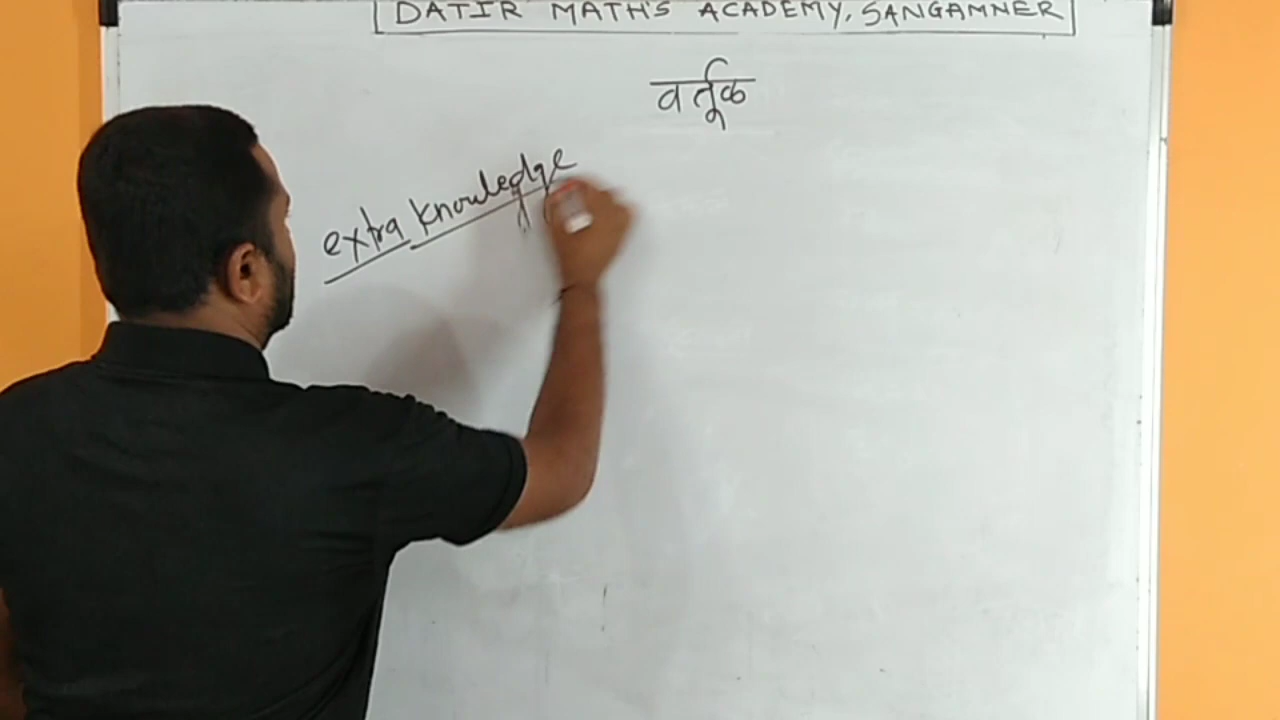 DATIR MATH'S ACADEMY, SANGAMNER
वर्तूळ
extra knowledge